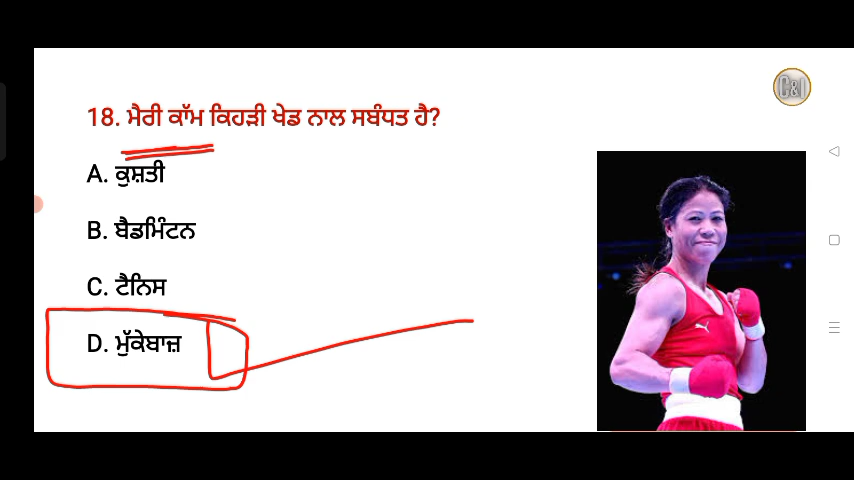 C&I
18. ਮੈਰੀ ਕਾੱਮ ਕਿਹੜੀ ਖੇਡ ਨਾਲ ਸਬੰਧਤ ਹੈ?
A. ਕੁਸ਼ਤੀ
B. ਬੈਡਮਿੰਟਨ
C. ਟੈਨਿਸ
D. ਮੁੱਕੇਬਾਜ਼